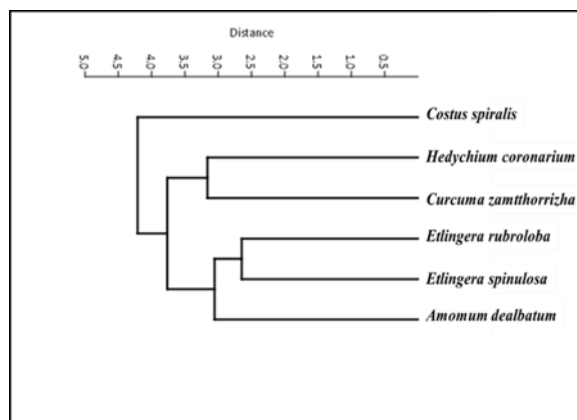 Distance
5.0 4.5 4.0 3.5 3.0 2.5 2.0 1.5 1.0 0.5
Costus spiralis
Hedychium coronarium
Curcuma zamtthorrizha
Etlingera rubroloba
Etlingera spinulosa
Amomum dealbatum